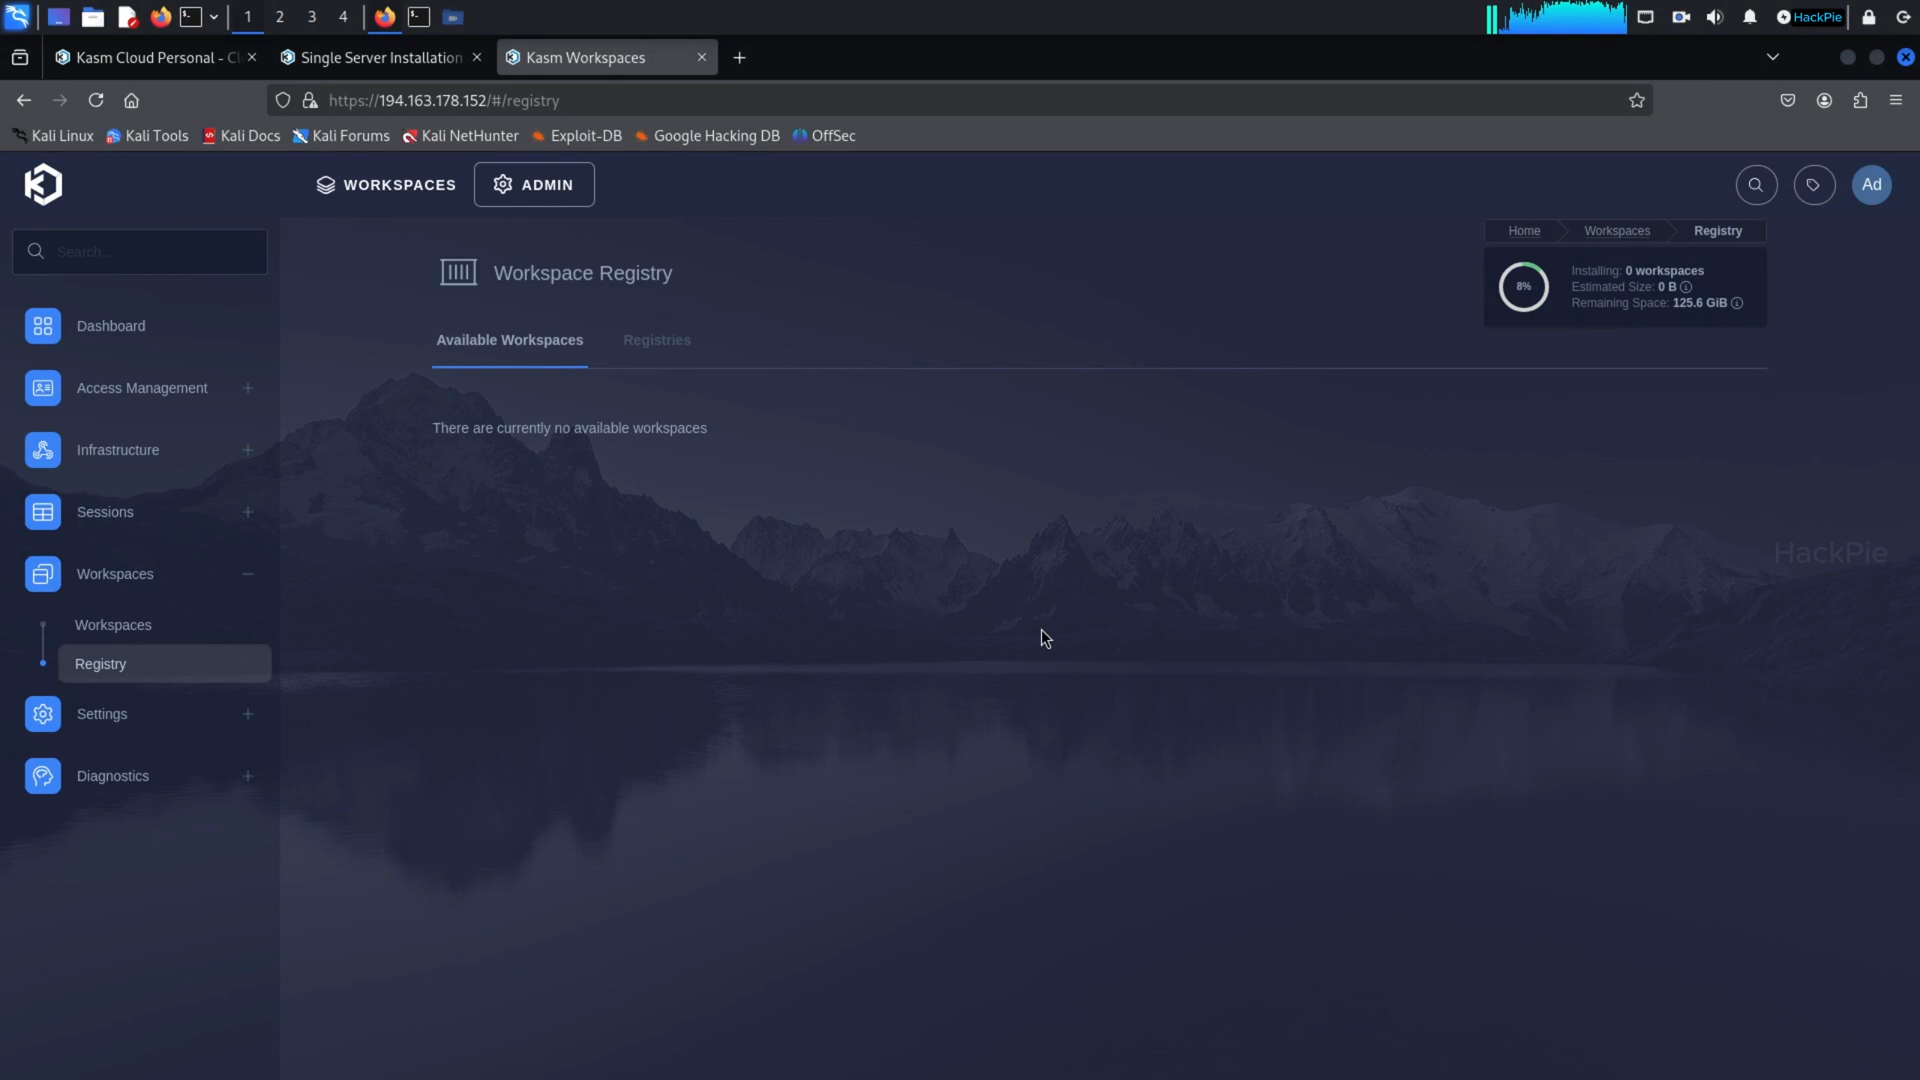 1
2
3
4
HackPie
Kasm Cloud Personal - Cl
Single Server Installation
Kasm Workspaces
https://194.163.178.152/#/registry
Kali Linux
Kali Tools
Kali Docs
Kali Forums
Kali NetHunter
Exploit-DB
Google Hacking DB
OffSec
WORKSPACES
ADMIN
Ad
Search...
Home
Workspaces
Registry
Workspace Registry
8%
Installing: 0 workspaces
Estimated Size: 0 B
Remaining Space: 125.6 GiB
Dashboard
Available Workspaces
Registries
Access Management
There are currently no available workspaces
Infrastructure
Sessions
HackPie
Workspaces
Workspaces
Registry
Settings
Diagnostics